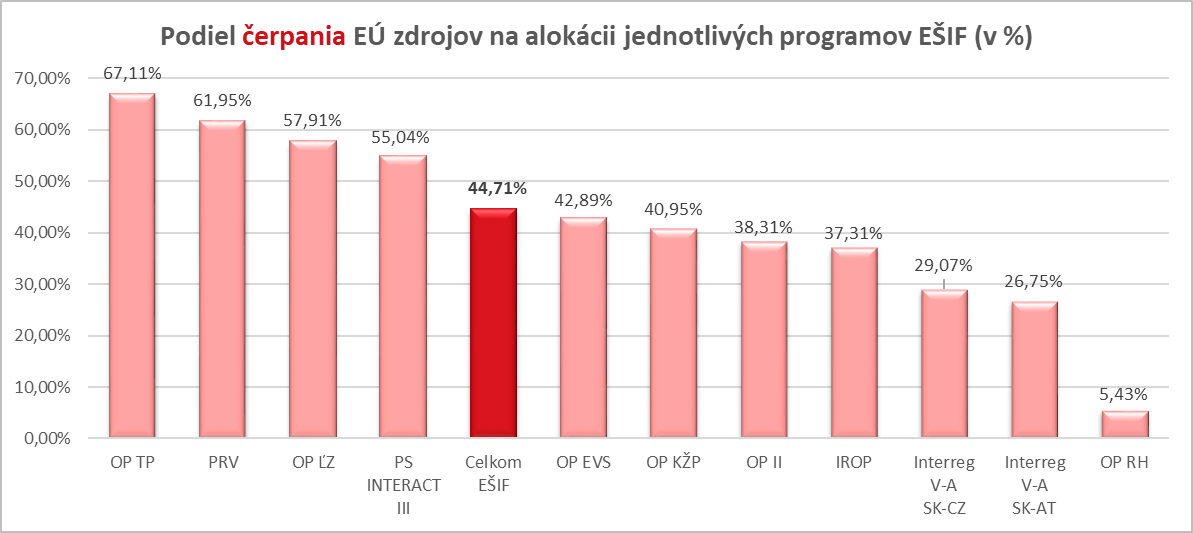 Podiel čerpania EÚ zdrojov na alokácii jednotlivých programov EŠIF (v %)
70,00%
60,00%
50,00%
40,00%
30,00%
20,00%
10,00%
0,00%
67,11%
61,95%
57,91%
55,04%
44,71%
42,89%
40,95%
38,31%
37,31%
29,07%
26,75%
5,43%
OP TP
PRV
OP ĽZ
PS
INTERACT
III
Celkom
EŠIF
OP EVS
OP KŽP
OP II
IROP
Interreg
V-A
SK-CZ
Interreg
V-A
SK-AT
OP RH